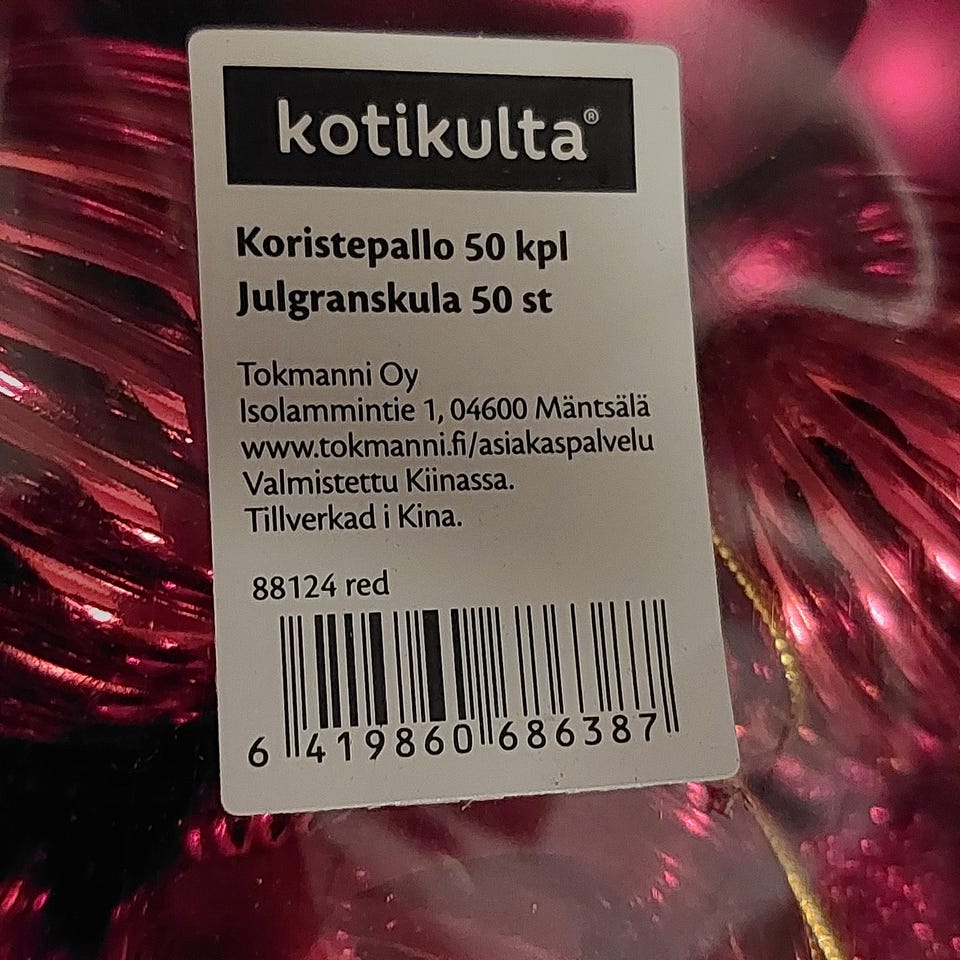 kotikulta®
Koristepallo 50 kpl
Julgranskula 50 st
Tokmanni Oy
Isolammintie 1, 04600 Mäntsälä
www.tokmanni.fi/asiakaspalvelu
Valmistettu Kiinassa.
Tillverkad i Kina.
88124 red
6 419860 686387